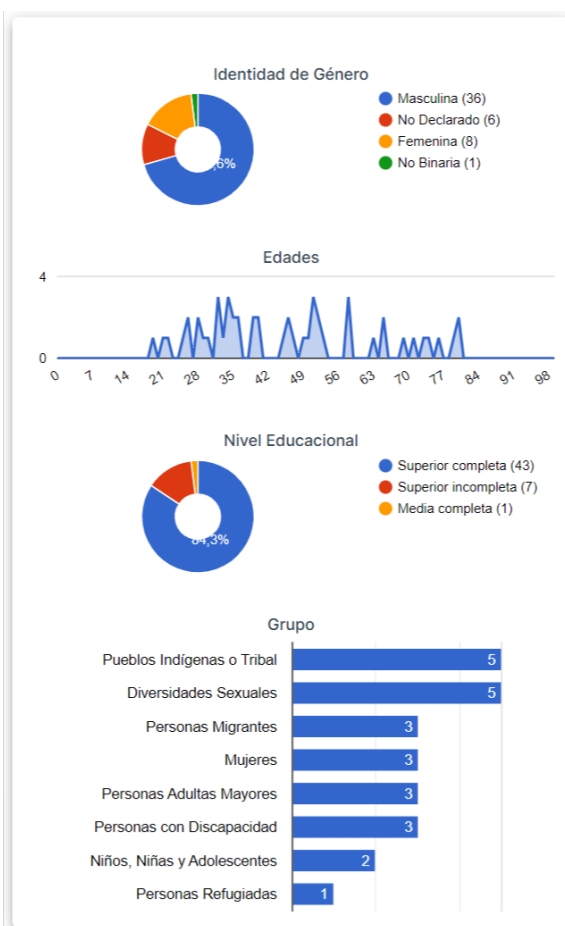 Identidad de Género
Masculina (36)
No Declarado (6)
Femenina (8)
No Binaria (1)
,6%
Edades
4
0
0 7 14 21 28 35 42 49 56 63 70 77 84 91 98
Nivel Educacional
Superior completa (43)
Superior incompleta (7)
Media completa (1)
84,3%
Grupo
Pueblos Indígenas o Tribal 5
Diversidades Sexuales 5
Personas Migrantes 3
Mujeres 3
Personas Adultas Mayores 3
Personas con Discapacidad 3
Niños, Niñas y Adolescentes 2
Personas Refugiadas 1